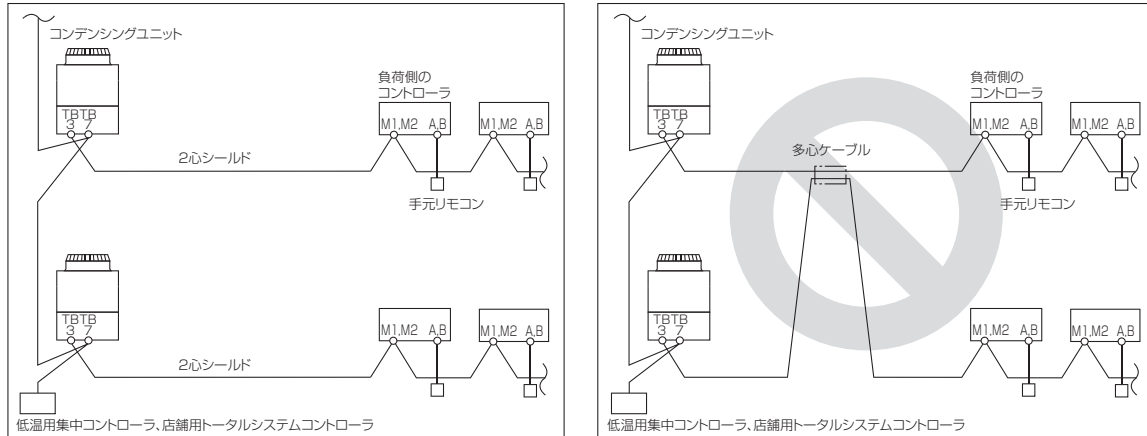 コンデンシングユニット
負荷側の
コントローラ
TBTB
3 7
M1,M2 A,B
M1,M2 A,B
2心シールド
手元リモコン
TBTB
3 7
M1,M2 A,B
M1,M2 A,B
2心シールド
低温用集中コントローラ、店舗用トータルシステムコントローラ
コンデンシングユニット
負荷側の
コントローラ
TBTB
3 7
M1,M2 A,B
M1,M2 A,B
多心ケーブル
手元リモコン
TBTB
3 7
M1,M2 A,B
M1,M2 A,B
低温用集中コントローラ、店舗用トータルシステムコントローラ